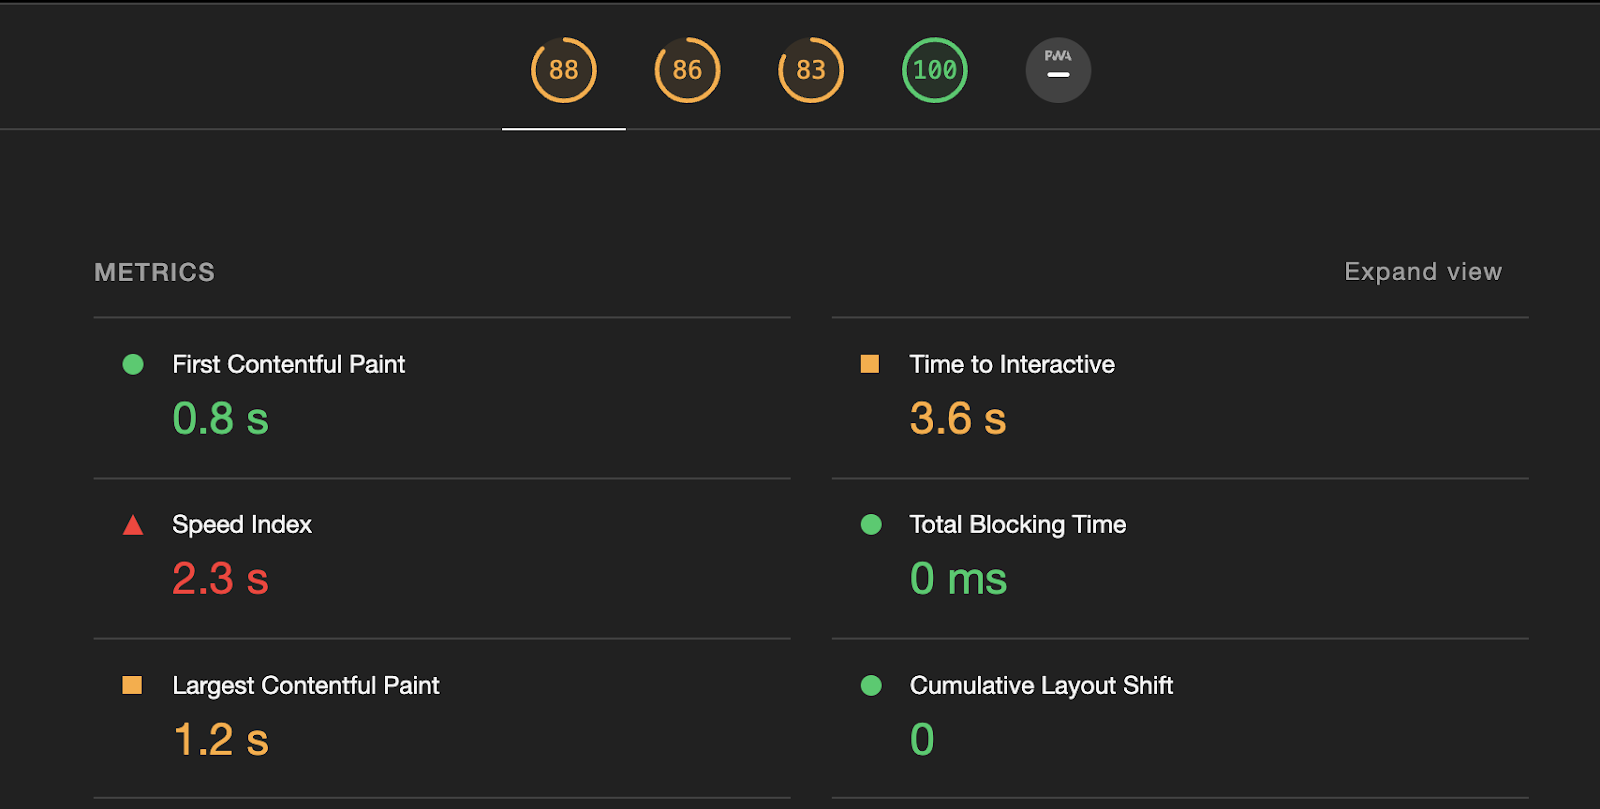 88 86 83 100 PWA
METRICS Expand view
First Contentful Paint
0.8 s
Time to Interactive
3.6 s
Speed Index
2.3 s
Total Blocking Time
0 ms
Largest Contentful Paint
1.2 s
Cumulative Layout Shift
0